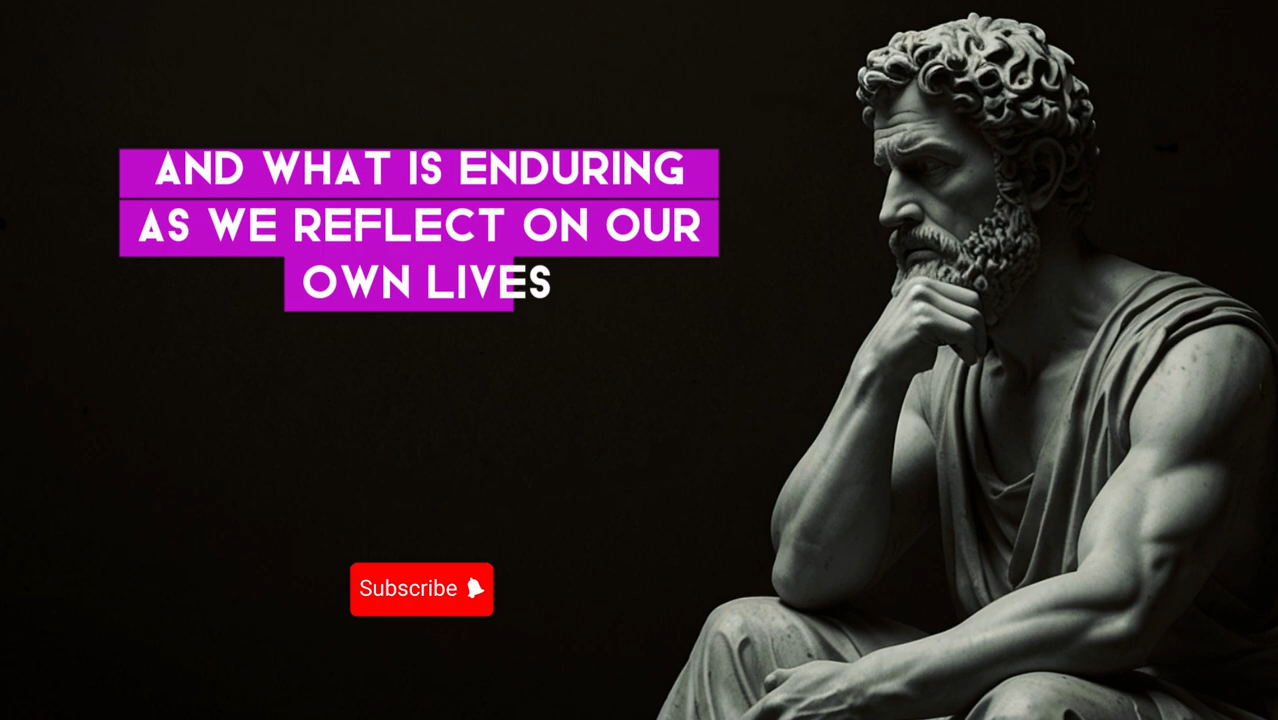 AND WHAT IS ENDURING
AS WE REFLECT ON OUR
OWN LIVES
Subscribe